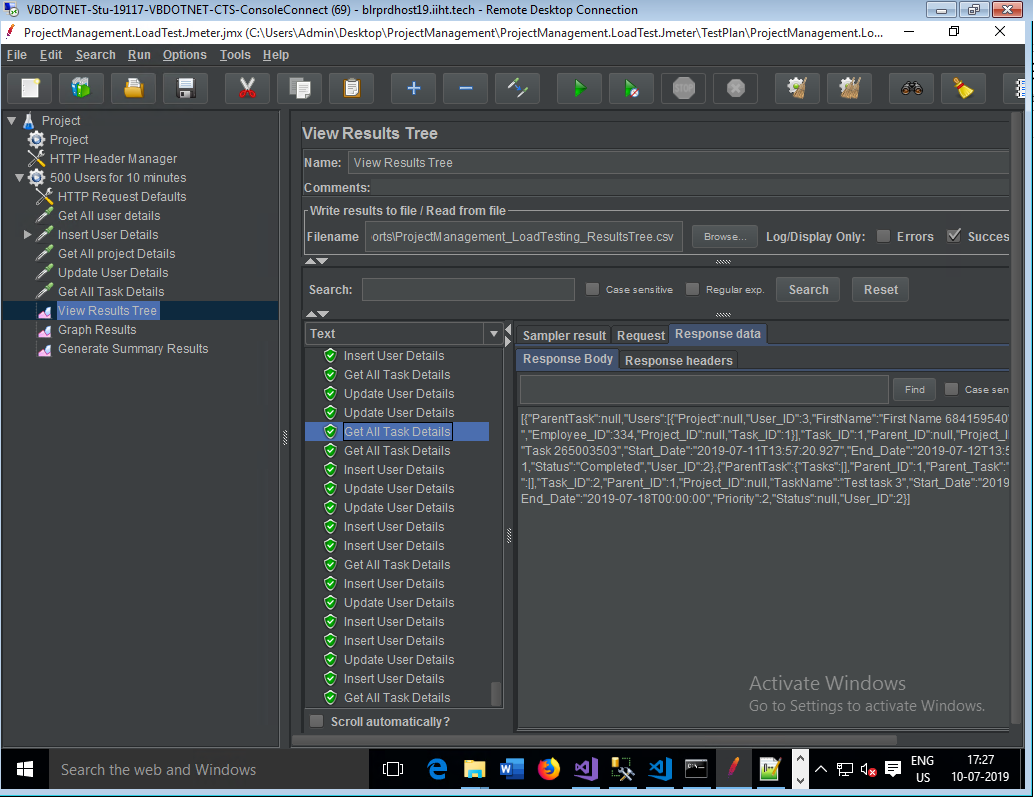 VBDOTNET-Stu-19117-VBDOTNET-CTS-ConsoleConnect (69) - blrprdhost19.iiht.tech - Remote Desktop Connection
ProjectManagement.LoadTest.Jmeter.jmx (C:\Users\Admin\Desktop\ProjectManagement\ProjectManagement.LoadTest.Jmeter\TestPlan\ProjectManagement.Lo...
File Edit Search Run Options Tools Help
Project
Project
HTTP Header Manager
500 Users for 10 minutes
HTTP Request Defaults
Get All user details
Insert User Details
Get All project Details
Update User Details
Get All Task Details
View Results Tree
Graph Results
Generate Summary Results
View Results Tree
Name: View Results Tree
Comments:
Write results to file / Read from file
Filename orts\ProjectManagement_LoadTesting_ResultsTree.csv Browse... Log/Display Only: Errors Succes
Search: Case sensitive Regular exp. Search Reset
Text
Insert User Details
Get All Task Details
Update User Details
Update User Details
Get All Task Details
Get All Task Details
Insert User Details
Update User Details
Update User Details
Insert User Details
Insert User Details
Get All Task Details
Insert User Details
Update User Details
Insert User Details
Insert User Details
Update User Details
Insert User Details
Get All Task Details
Scroll automatically?
Sampler result Request Response data
Response Body Response headers
Find Case sen
[{"ParentTask":null,"Users":[{"Project":null,"User_ID":3,"FirstName":"First Name 684159540"
","Employee_ID":334,"Project_ID":null,"Task_ID":1}],"Task_ID":1,"Parent_ID":null,"Project_I
"Task 265003503","Start_Date":"2019-07-11T13:57:20.927","End_Date":"2019-07-12T13:5
1,"Status":"Completed","User_ID":2},{"ParentTask":{"Tasks":[],"Parent_ID":1,"Parent_Task":"
":[],"Task_ID":2,"Parent_ID":1,"Project_ID":null,"TaskName":"Test task 3","Start_Date":"2019
End_Date":"2019-07-18T00:00:00","Priority":2,"Status":null,"User_ID":2}]
Activate Windows
Go to Settings to activate Windows.
Search the web and Windows
ENG
US
17:27
10-07-2019